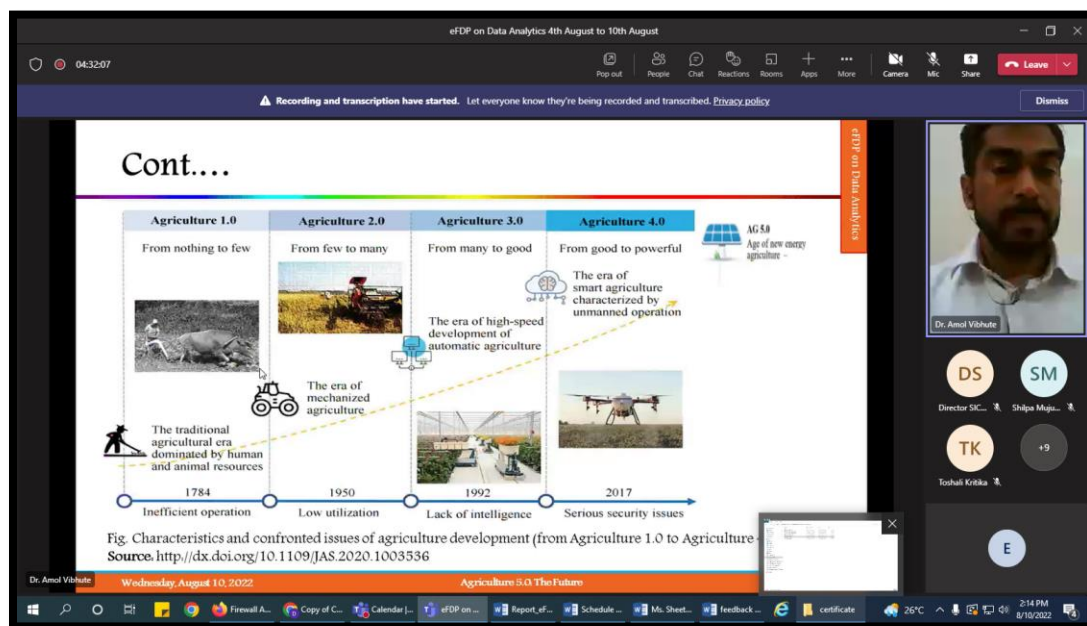 eFDP on Data Analytics 4th August to 10th August
04:32:07
Pop out
People
Chat
Reactions
Rooms
Apps
More
Camera
Mic
Share
Leave
Recording and transcription have started. Let everyone know they're being recorded and transcribed. Privacy policy
Dismiss
Cont....
eFDP on Data Analytics
Agriculture 1.0
Agriculture 2.0
Agriculture 3.0
Agriculture 4.0
AG 5.0
Age of new energy
agriculture -
From nothing to few
From few to many
From many to good
From good to powerful
The era of
smart agriculture
characterized by
unmanned operation
The era of high-speed
development of
automatic agriculture
The era of
mechanized
agriculture
The traditional
agricultural era
dominated by human
and animal resources
1784
1950
1992
2017
Inefficient operation
Low utilization
Lack of intelligence
Serious security issues
Fig. Characteristics and confronted issues of agriculture development (from Agriculture 1.0 to Agriculture
Source: http://dx.doi.org/10.1109/JAS.2020.1003536
Dr. Amol Vibhute
Wednesday, August 10, 2022
Agriculture 5.0: The Future
Dr. Amol Vibhute
DS
SM
Director SIC...
Shilpa Muju...
TK
+9
Toshali Kritika
E
Firewall A...
Copy of C...
Calendar |...
eFDP on ...
Report_eF...
Schedule ...
Ms. Sheet...
feedback ...
certificate
26°C
2:14 PM
8/10/2022